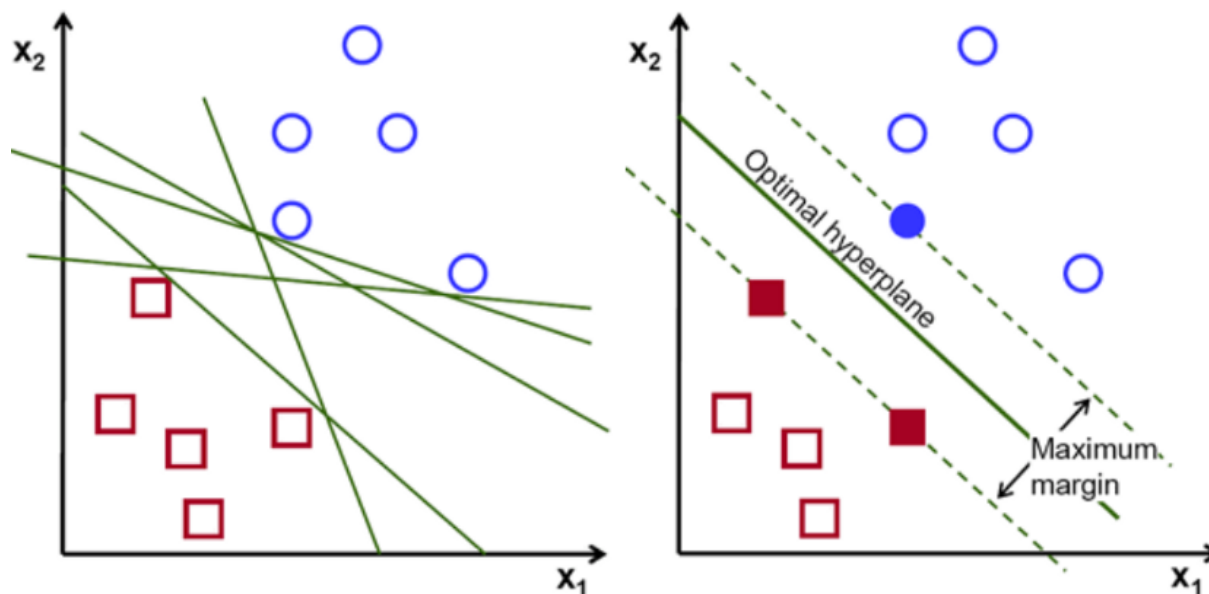 x₂
x₁
x₂
Optimal hyperplane
Maximum
margin
x₁